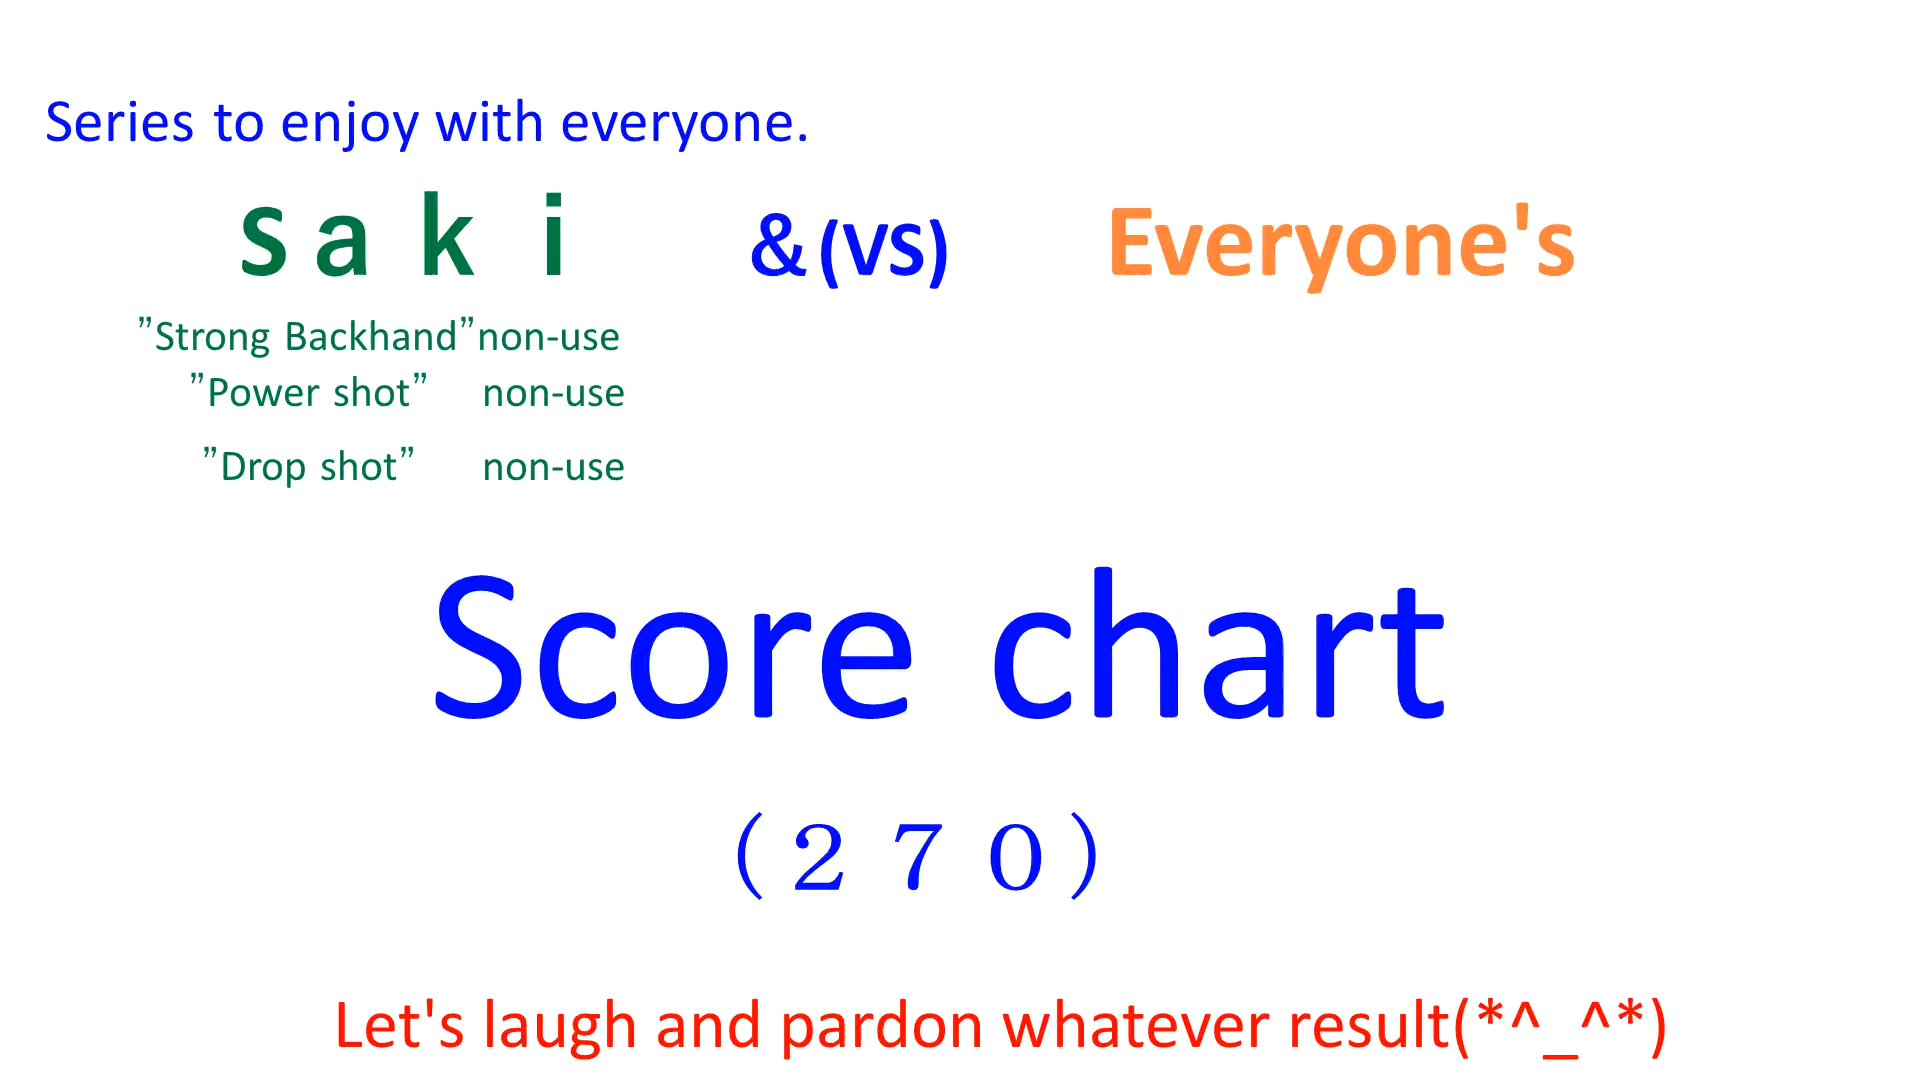 Series to enjoy with everyone.
saki &(VS) Everyone's
”Strong Backhand”non-use
”Power shot” non-use
”Drop shot” non-use
Score chart
（２７０）
Let's laugh and pardon whatever result(*^_^*)